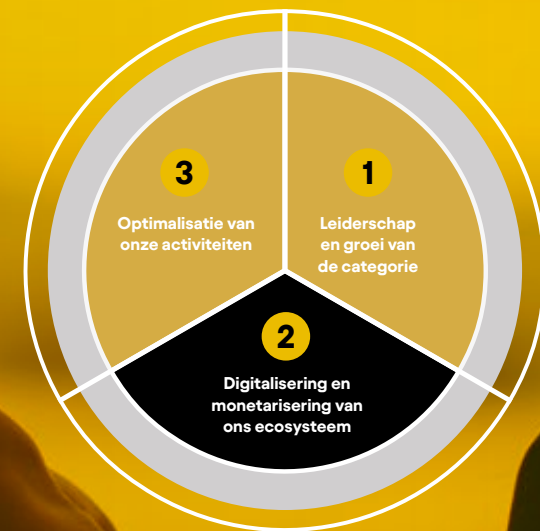 1
Leiderschap
en groei van
de categorie
2
Digitalisering en
monetarisering van
ons ecosysteem
3
Optimalisatie van
onze activiteiten